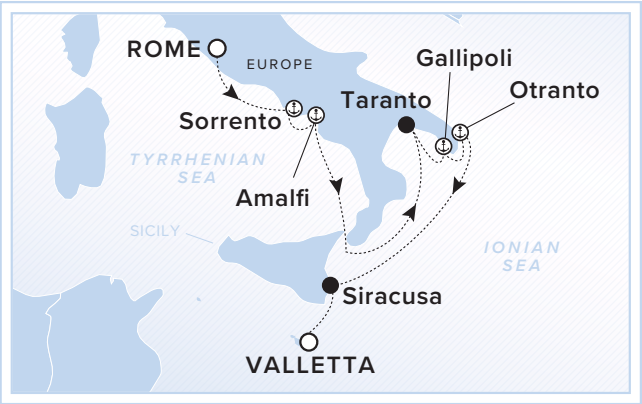 ROME
EUROPE
Gallipoli
Otranto
Taranto
Sorrento
TYRRHENIAN
SEA
Amalfi
SICILY
IONIAN
SEA
Siracusa
VALLETTA